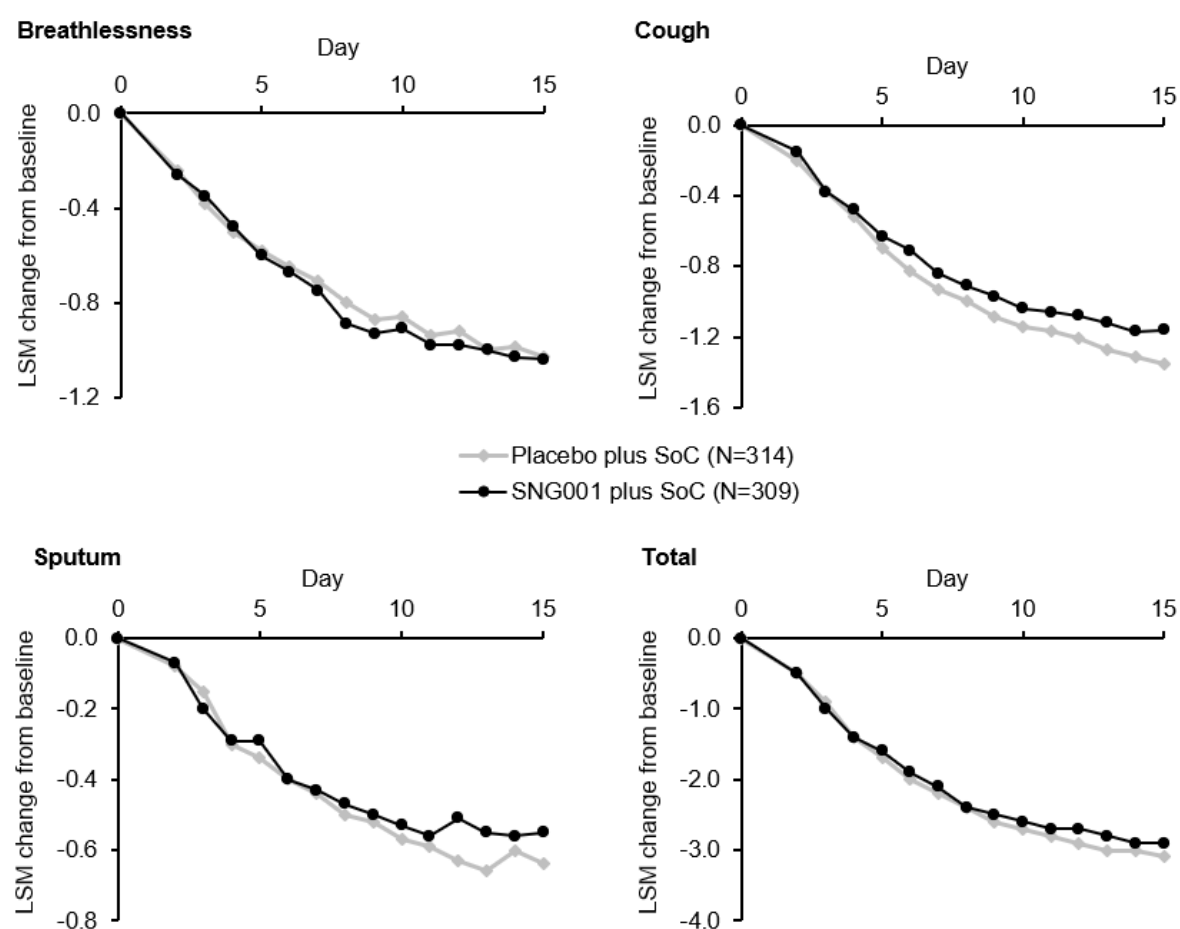 Breathlessness
Day
0 5 10 15
0.0
-0.4
-0.8
-1.2
LSM change from baseline
Cough
Day
0 5 10 15
0.0
-0.4
-0.8
-1.2
-1.6
LSM change from baseline
Placebo plus SoC (N=314)
SNG001 plus SoC (N=309)
Sputum
Day
0 5 10 15
0.0
-0.2
-0.4
-0.6
-0.8
LSM change from baseline
Total
Day
0 5 10 15
0.0
-1.0
-2.0
-3.0
-4.0
LSM change from baseline